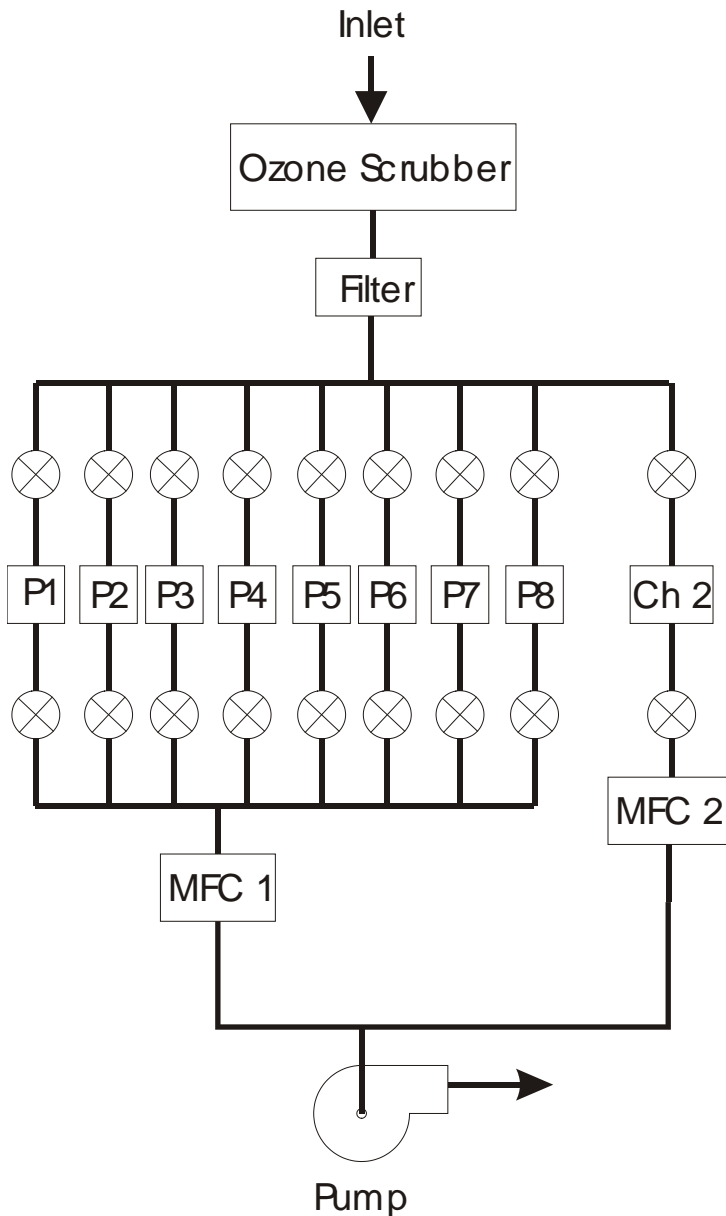 Inlet
Ozone Scrubber
Filter
P1 P2 P3 P4 P5 P6 P7 P8 Ch 2
MFC 2
MFC 1
Pump